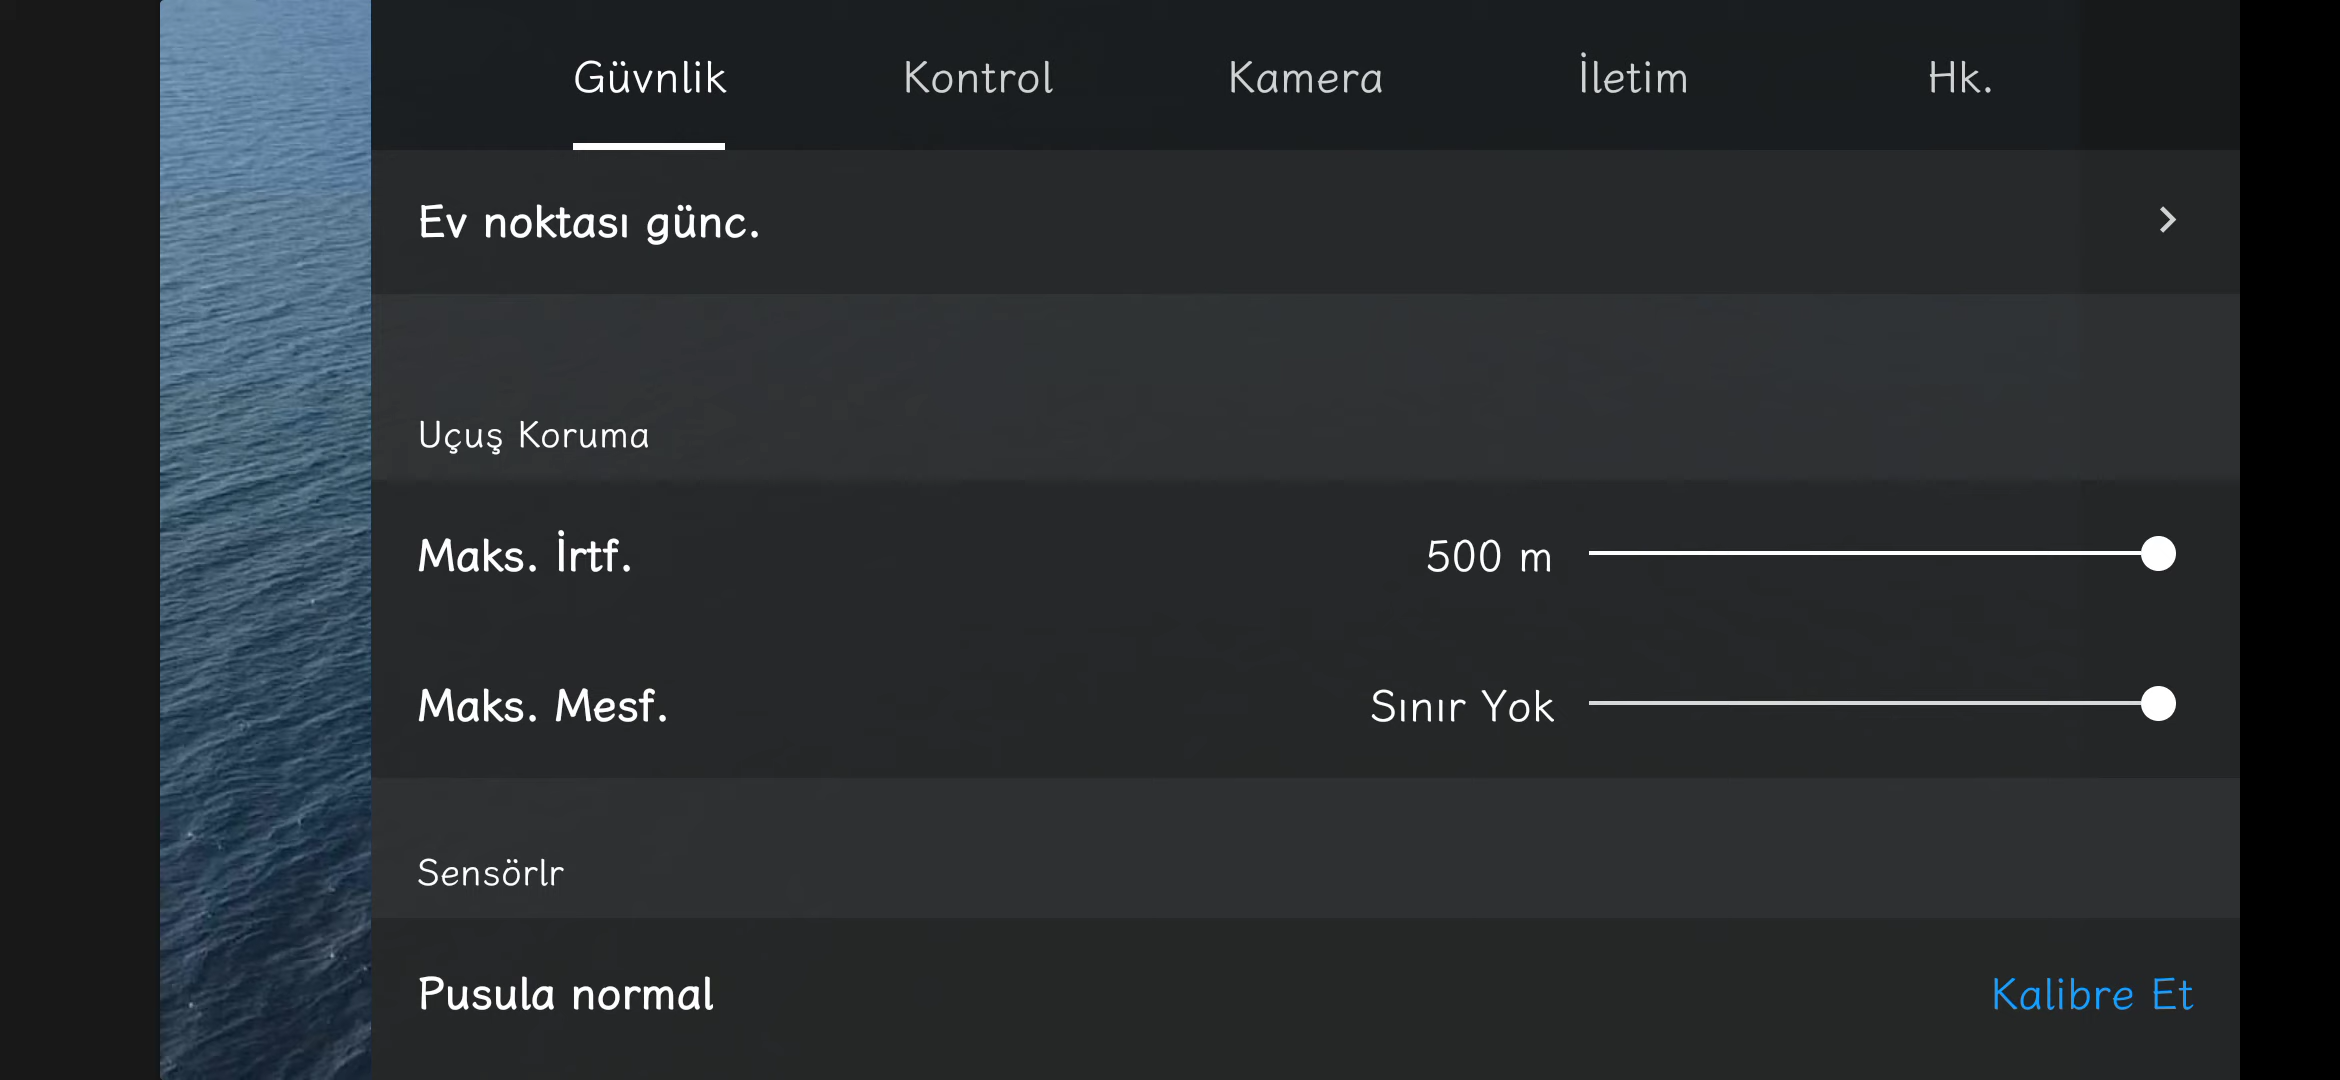 Güvnlik Kontrol Kamera İletim Hk.
Ev noktası günc.
Uçuş Koruma
Maks. İrtf. 500 m
Maks. Mesf. Sınır Yok
Sensörlr
Pusula normal Kalibre Et